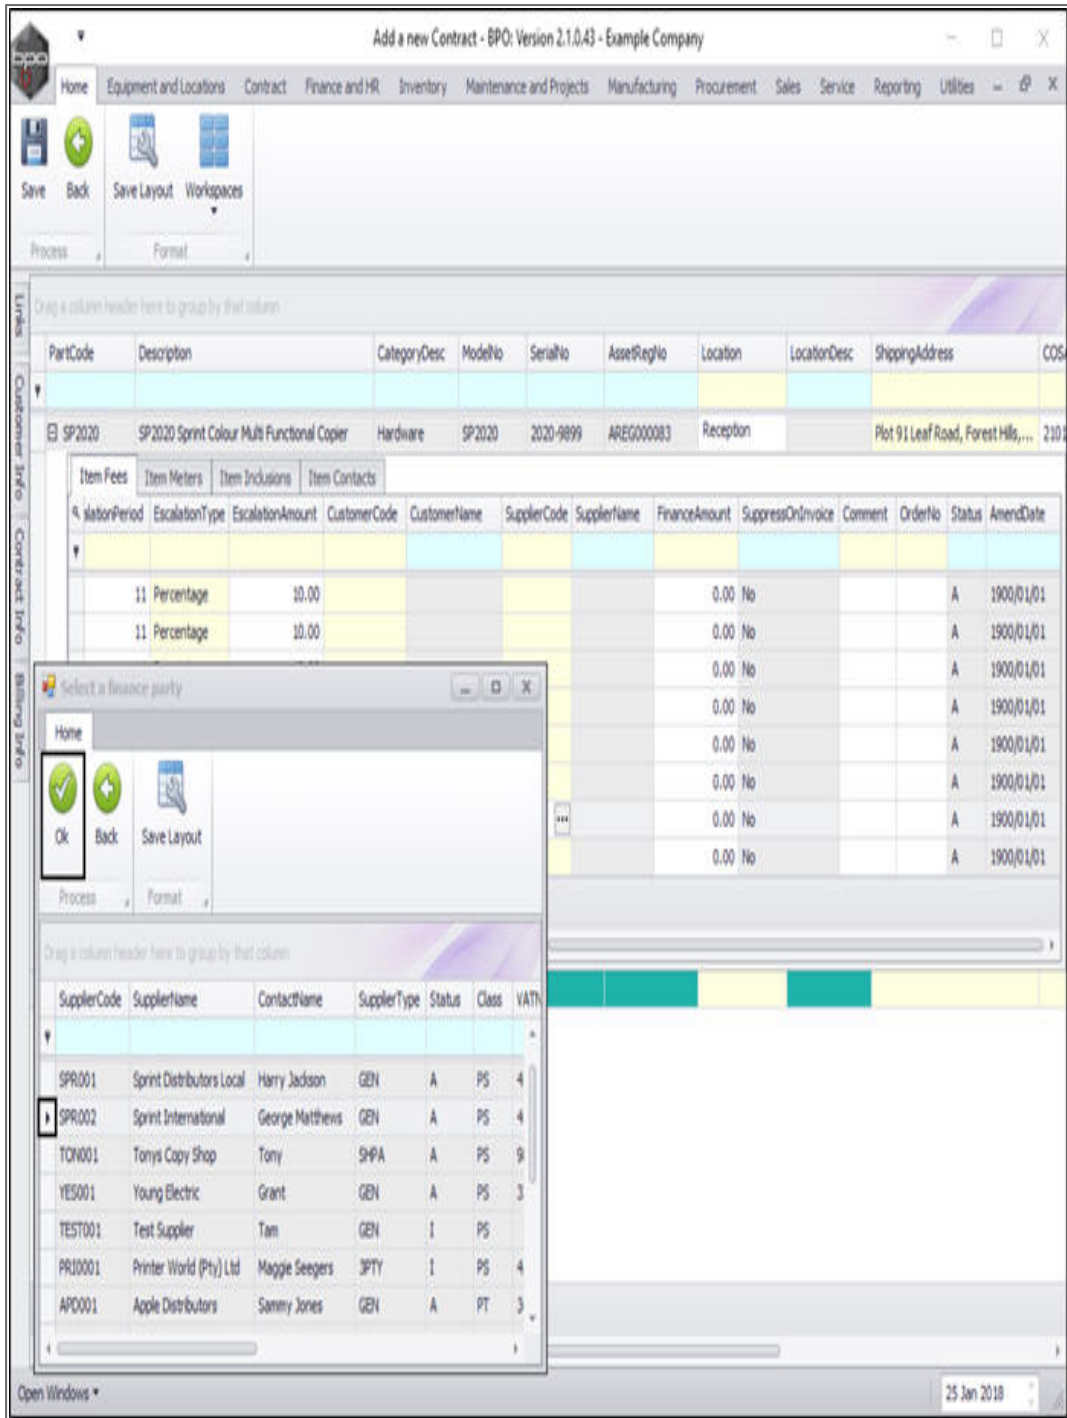 Add a new Contract - BPO: Version 2.1.0.43 - Example Company
bpo
Home Equipment and Locations Contract Finance and HR Inventory Maintenance and Projects Manufacturing Procurement Sales Service Reporting Utilities
Save Back Save Layout Workspaces
Process Format
Links
Customer Info
Contract Info
Billing Info
Drag a column header here to group by that column
PartCode Description CategoryDesc ModelNo SerialNo AssetRegNo Location LocationDesc ShippingAddress COSA
SP2020 SP2020 Sprint Colour Multi Functional Copier Hardware SP2020 2020-9899 AREG000083 Reception Plot 91 Leaf Road, Forest Hills,... 2101
Item Fees Item Meters Item Inclusions Item Contacts
alationPeriod EscalationType EscalationAmount CustomerCode CustomerName SupplierCode SupplierName FinanceAmount SuppressOnInvoice Comment OrderNo Status AmendDate
11 Percentage 10.00 0.00 No A 1900/01/01
11 Percentage 10.00 0.00 No A 1900/01/01
0.00 No A 1900/01/01
0.00 No A 1900/01/01
0.00 No A 1900/01/01
0.00 No A 1900/01/01
... 0.00 No A 1900/01/01
0.00 No A 1900/01/01
Select a finance party
Home
Ok Back Save Layout
Process Format
Drag a column header here to group by that column
SupplierCode SupplierName ContactName SupplierType Status Class VATN
SPR001 Sprint Distributors Local Harry Jackson GEN A PS 4
SPR002 Sprint International George Matthews GEN A PS 4
TON001 Tonys Copy Shop Tony SHPA A PS 9
YES001 Young Electric Grant GEN A PS 3
TEST001 Test Supplier Tam GEN I PS
PRI0001 Printer World (Pty) Ltd Maggie Seegers 3PTY I PS 4
APD001 Apple Distributors Sammy Jones GEN A PT 3
Open Windows 25 Jan 2018